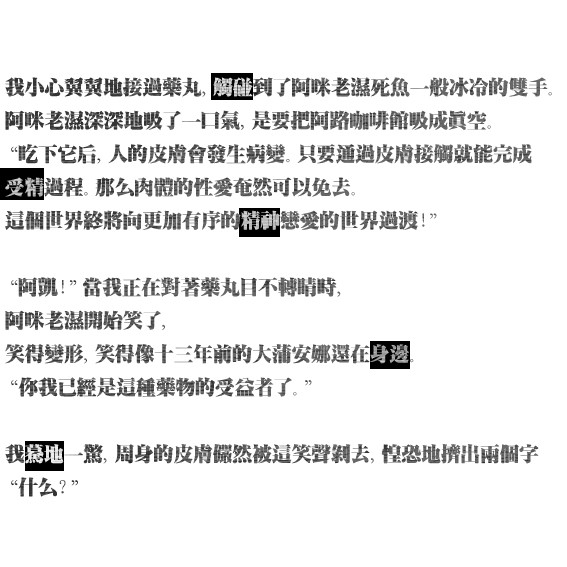 我小心翼翼地接過藥丸, 觸碰到了阿咪老濕死魚一般冰冷的雙手。
阿咪老濕深深地吸了一口氣, 是要把阿路咖啡館吸成眞空。
“吃下它后, 人的皮膚會發生病變。只要通過皮膚接觸就能完成
受精過程。那么肉體的性愛奄然可以免去。
這個世界終將向更加有序的精神戀愛的世界過渡!”
“阿凱!” 當我正在對著藥丸目不轉睛時,
阿咪老濕開始笑了,
笑得變形, 笑得像十三年前的大蒲安娜還在身邊。
“你我已經是這種藥物的受益者了。”
我驀地一驚, 周身的皮膚儼然被這笑聲剝去, 惶恐地擠出兩個字
“什么?”